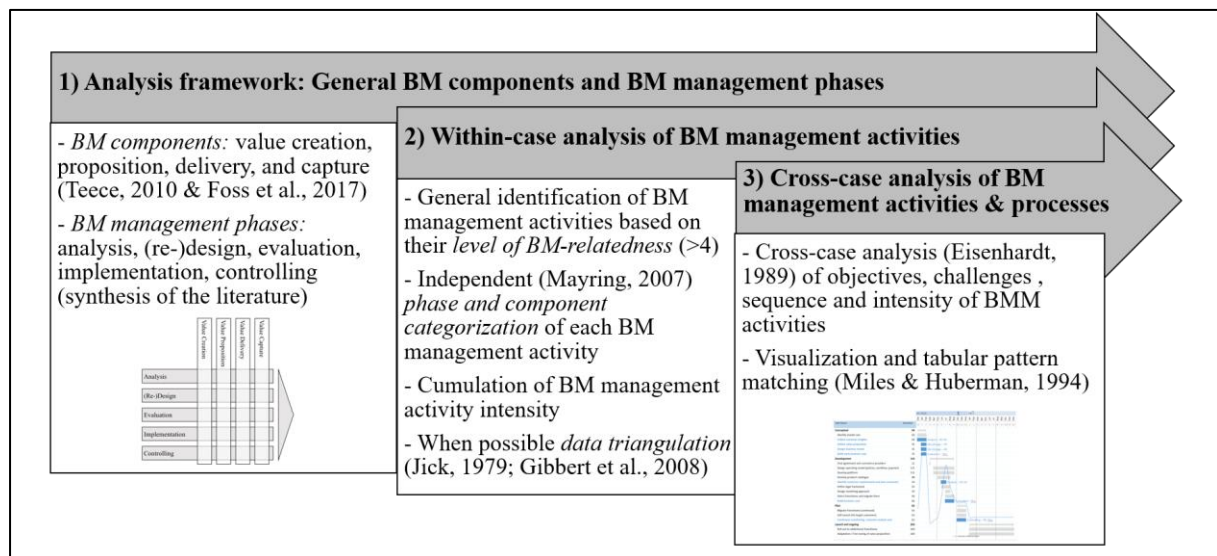 1) Analysis framework: General BM components and BM management phases
- BM components: value creation,
proposition, delivery, and capture
(Teece, 2010 & Foss et al., 2017)
- BM management phases:
analysis, (re-)design, evaluation,
implementation, controlling
(synthesis of the literature)
Value Creation
Value Proposition
Value Delivery
Value Capture
Analysis
(Re-)Design
Evaluation
Implementation
Controlling
2) Within-case analysis of BM management activities
- General identification of BM
management activities based on
their level of BM-relatedness (>4)
- Independent (Mayring, 2007)
phase and component
categorization of each BM
management activity
- Cumulation of BM management
activity intensity
- When possible data triangulation
(Jick, 1979; Gibbert et al., 2008)
3) Cross-case analysis of BM
management activities & processes
- Cross-case analysis (Eisenhardt,
1989) of objectives, challenges ,
sequence and intensity of BMM
activities
- Visualization and tabular pattern
matching (Miles & Huberman, 1994)